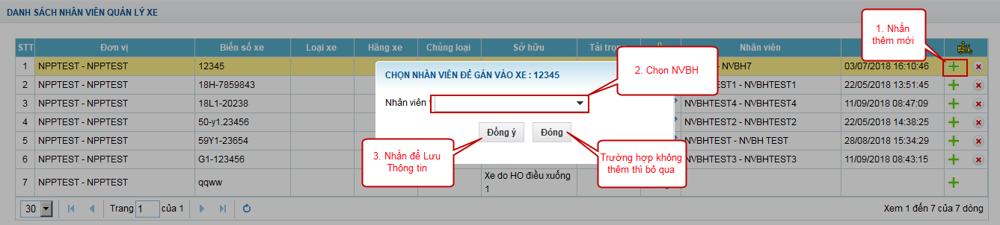 DANH SÁCH NHÂN VIÊN QUẢN LÝ XE
1. Nhấn
thêm mới
STT Đơn vị Biển số xe Loại xe Hãng xe Chủng loại Sở hữu Tải trọng Nhân viên
1 NPPTEST - NPPTEST 12345 - NVBH7 03/07/2018 16:10:46
2 NPPTEST - NPPTEST 18H-7859843 TEST1 - NVBHTEST1 22/05/2018 13:51:45
3 NPPTEST - NPPTEST 18L1-20238 NVBHTEST4 - NVBHTEST4 11/09/2018 08:47:09
4 NPPTEST - NPPTEST 50-y1.23456 NVBHTEST2 - NVBHTEST2 22/05/2018 14:38:25
5 NPPTEST - NPPTEST 59Y1-23654 NVBHTEST - NVBH TEST 28/08/2018 15:34:29
6 NPPTEST - NPPTEST G1-123456 NVBHTEST3 - NVBHTEST3 11/09/2018 08:43:15
7 NPPTEST - NPPTEST qqww Xe do HO điều xuống
1
CHỌN NHÂN VIÊN ĐỂ GÁN VÀO XE : 12345
2. Chọn NVBH
Nhân viên *
Đồng ý Đóng
3. Nhấn để Lưu
Thông tin
Trường hợp không
thêm thì bỏ qua
30 Trang 1 của 1 Xem 1 đến 7 của 7 dòng